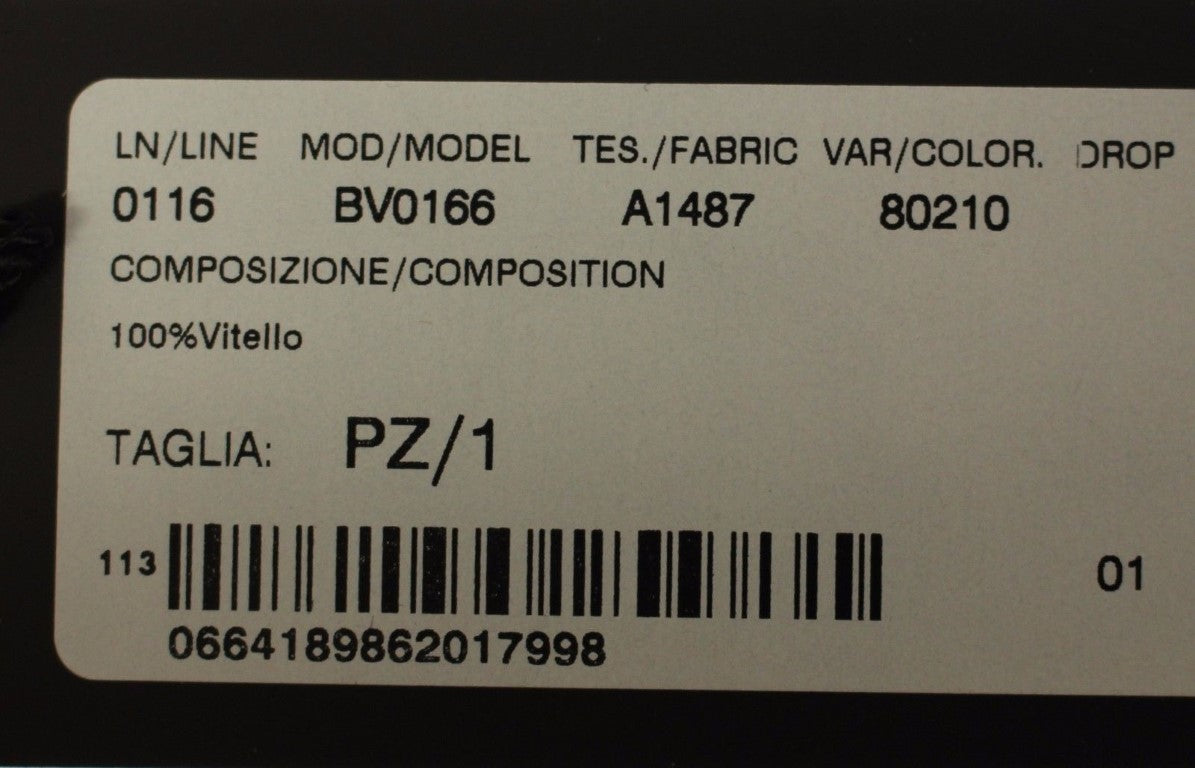 LN/LINE MOD/MODEL TES./FABRIC VAR/COLOR. DROP
0116 BV0166 A1487 80210
COMPOSIZIONE/COMPOSITION
100%Vitello
TAGLIA: PZ/1
113 01
0664189862017998